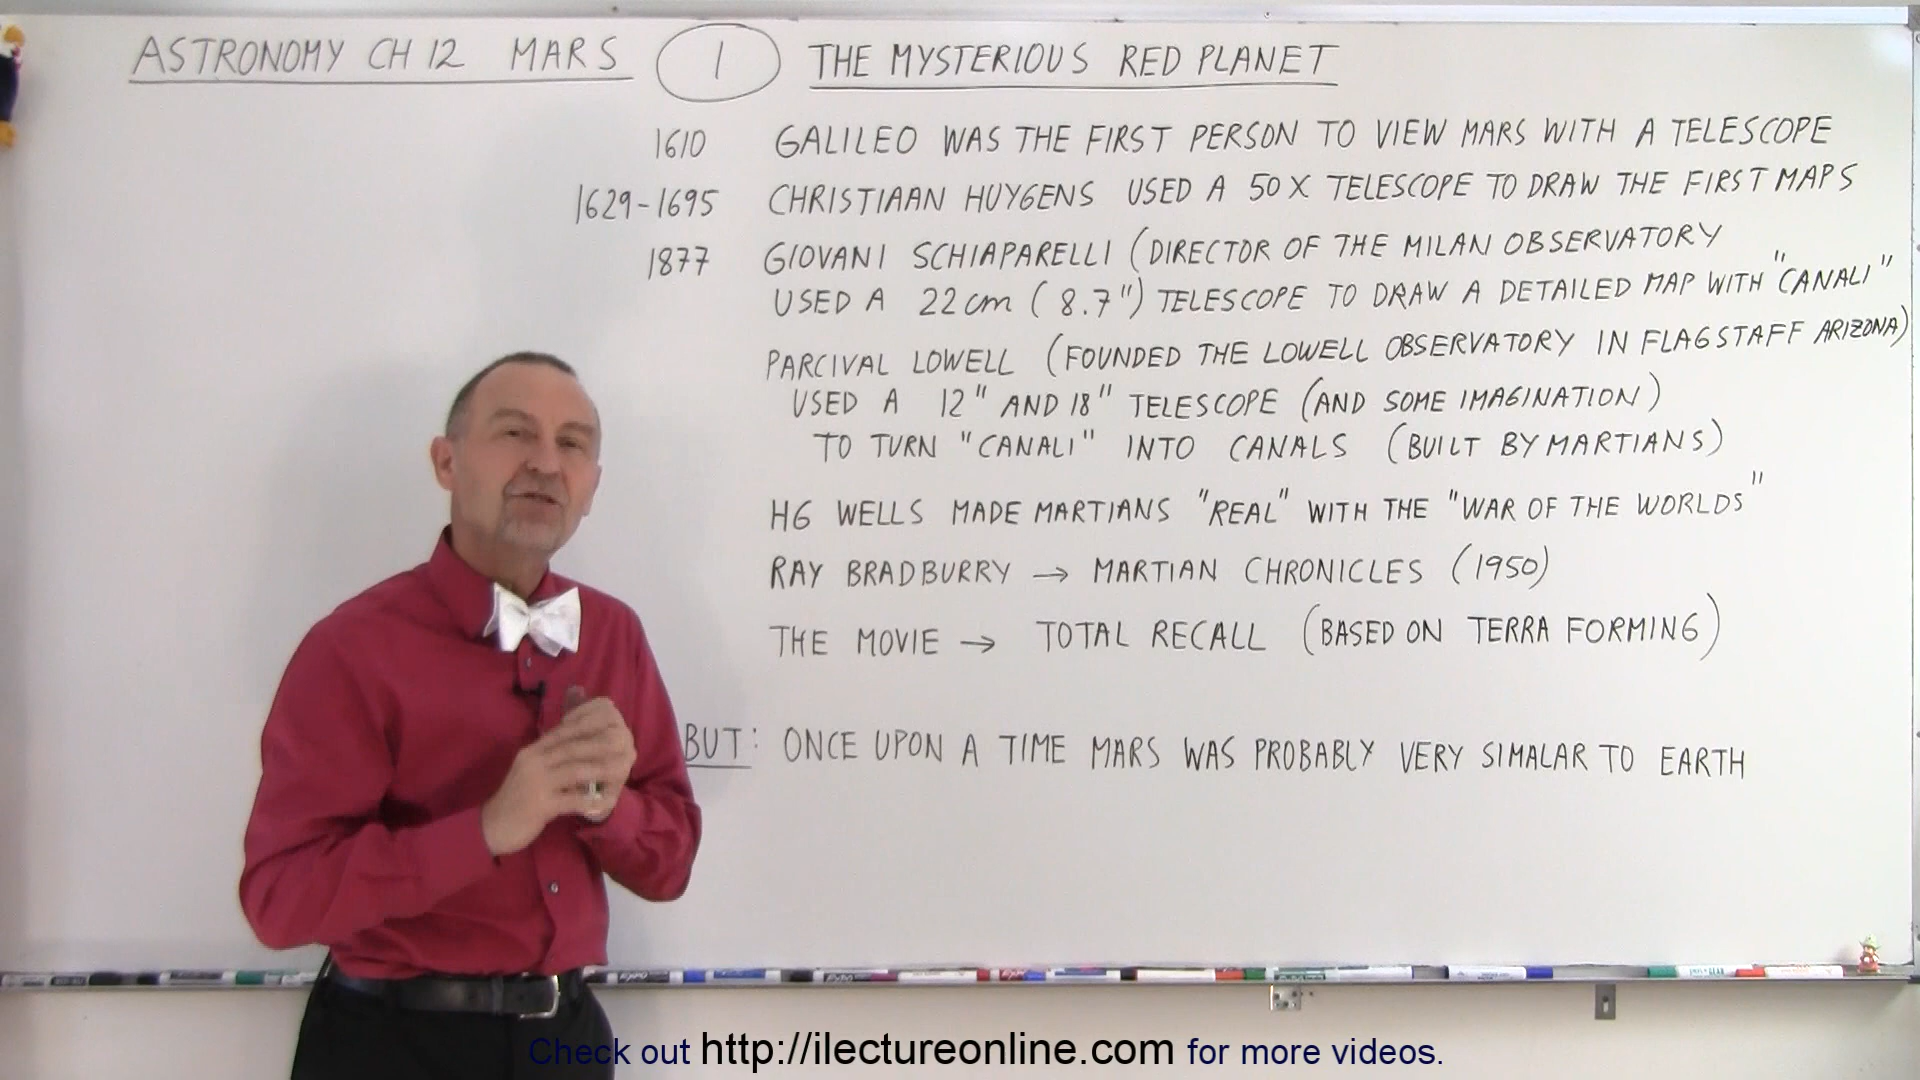 ASTRONOMY CH 12 MARS 1 THE MYSTERIOUS RED PLANET
1610 GALILEO WAS THE FIRST PERSON TO VIEW MARS WITH A TELESCOPE
1629-1695 CHRISTIAAN HUYGENS USED A 50X TELESCOPE TO DRAW THE FIRST MAPS
1877 GIOVANI SCHIAPARELLI (DIRECTOR OF THE MILAN OBSERVATORY
USED A 22cm (8.7") TELESCOPE TO DRAW A DETAILED MAP WITH "CANALI"
PARCIVAL LOWELL (FOUNDED THE LOWELL OBSERVATORY IN FLAGSTAFF ARIZONA)
USED A 12" AND 18" TELESCOPE (AND SOME IMAGINATION)
TO TURN "CANALI" INTO CANALS (BUILT BY MARTIANS)
HG WELLS MADE MARTIANS "REAL" WITH THE "WAR OF THE WORLDS"
RAY BRADBURRY → MARTIAN CHRONICLES (1950)
THE MOVIE → TOTAL RECALL (BASED ON TERRA FORMING)
BUT: ONCE UPON A TIME MARS WAS PROBABLY VERY SIMALAR TO EARTH
Check out http://ilectureonline.com for more videos.